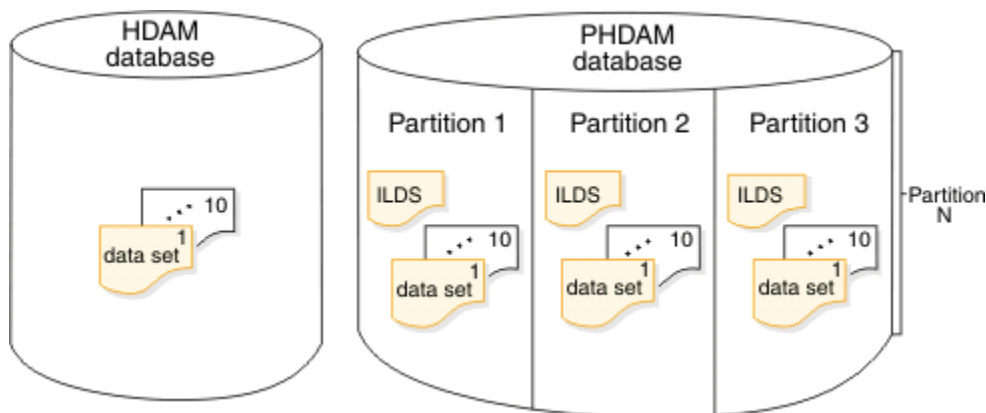 HDAM
database
10
1
data set
PHDAM
database
Partition 1
Partition 2
Partition 3
ILDS
ILDS
ILDS
Partition
N
10
10
10
1
1
1
data set
data set
data set